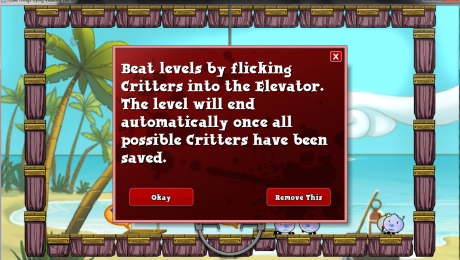 Beat levels by flicking
Critters into the Elevator.
The level will end
automatically once all
possible Critters have been
saved.
Okay
Remove This